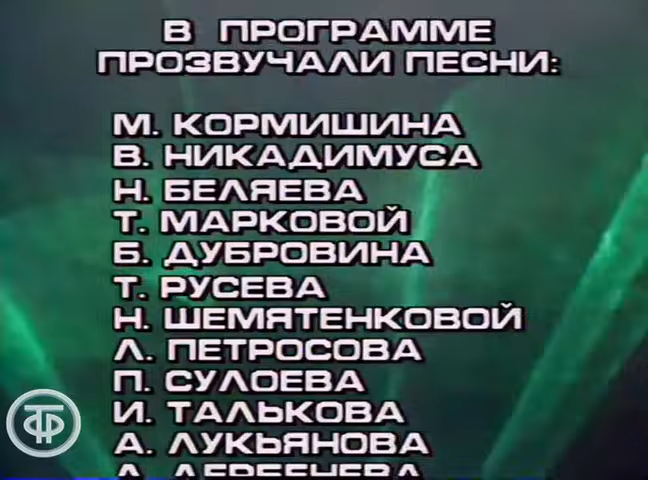 В ПРОГРАММЕ
ПРОЗВУЧАЛИ ПЕСНИ:
М. КОРМИШИНА
В. НИКАДИМУСА
Н. БЕЛЯЕВА
Т. МАРКОВОЙ
Б. ДУБРОВИНА
Т. РУСЕВА
Н. ШЕМЯТЕНКОВОЙ
Л. ПЕТРОСОВА
П. СУЛОЕВА
И. ТАЛЬКОВА
А. ЛУКЬЯНОВА